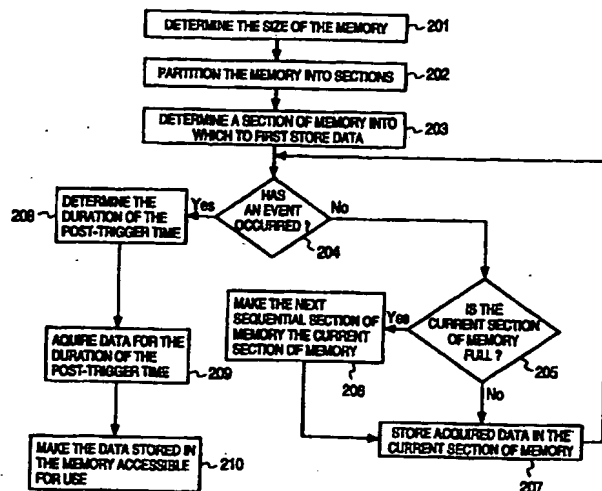 DETERMINE THE SIZE OF THE MEMORY
201
PARTITION THE MEMORY INTO SECTIONS
202
DETERMINE A SECTION OF MEMORY INTO
WHICH TO FIRST STORE DATA
203
HAS
AN EVENT
OCCURRED ?
204
Yes
No
208
DETERMINE THE
DURATION OF THE
POST-TRIGGER TIME
IS THE
CURRENT SECTION
OF MEMORY
FULL ?
205
Yes
No
MAKE THE NEXT
SEQUENTIAL SECTION OF
MEMORY THE CURRENT
SECTION OF MEMORY
206
AQUIRE DATA FOR THE
DURATION OF THE
POST-TRIGGER TIME
209
STORE ACQUIRED DATA IN THE
CURRENT SECTION OF MEMORY
207
MAKE THE DATA STORED IN
THE MEMORY ACCESSIBLE
FOR USE
210